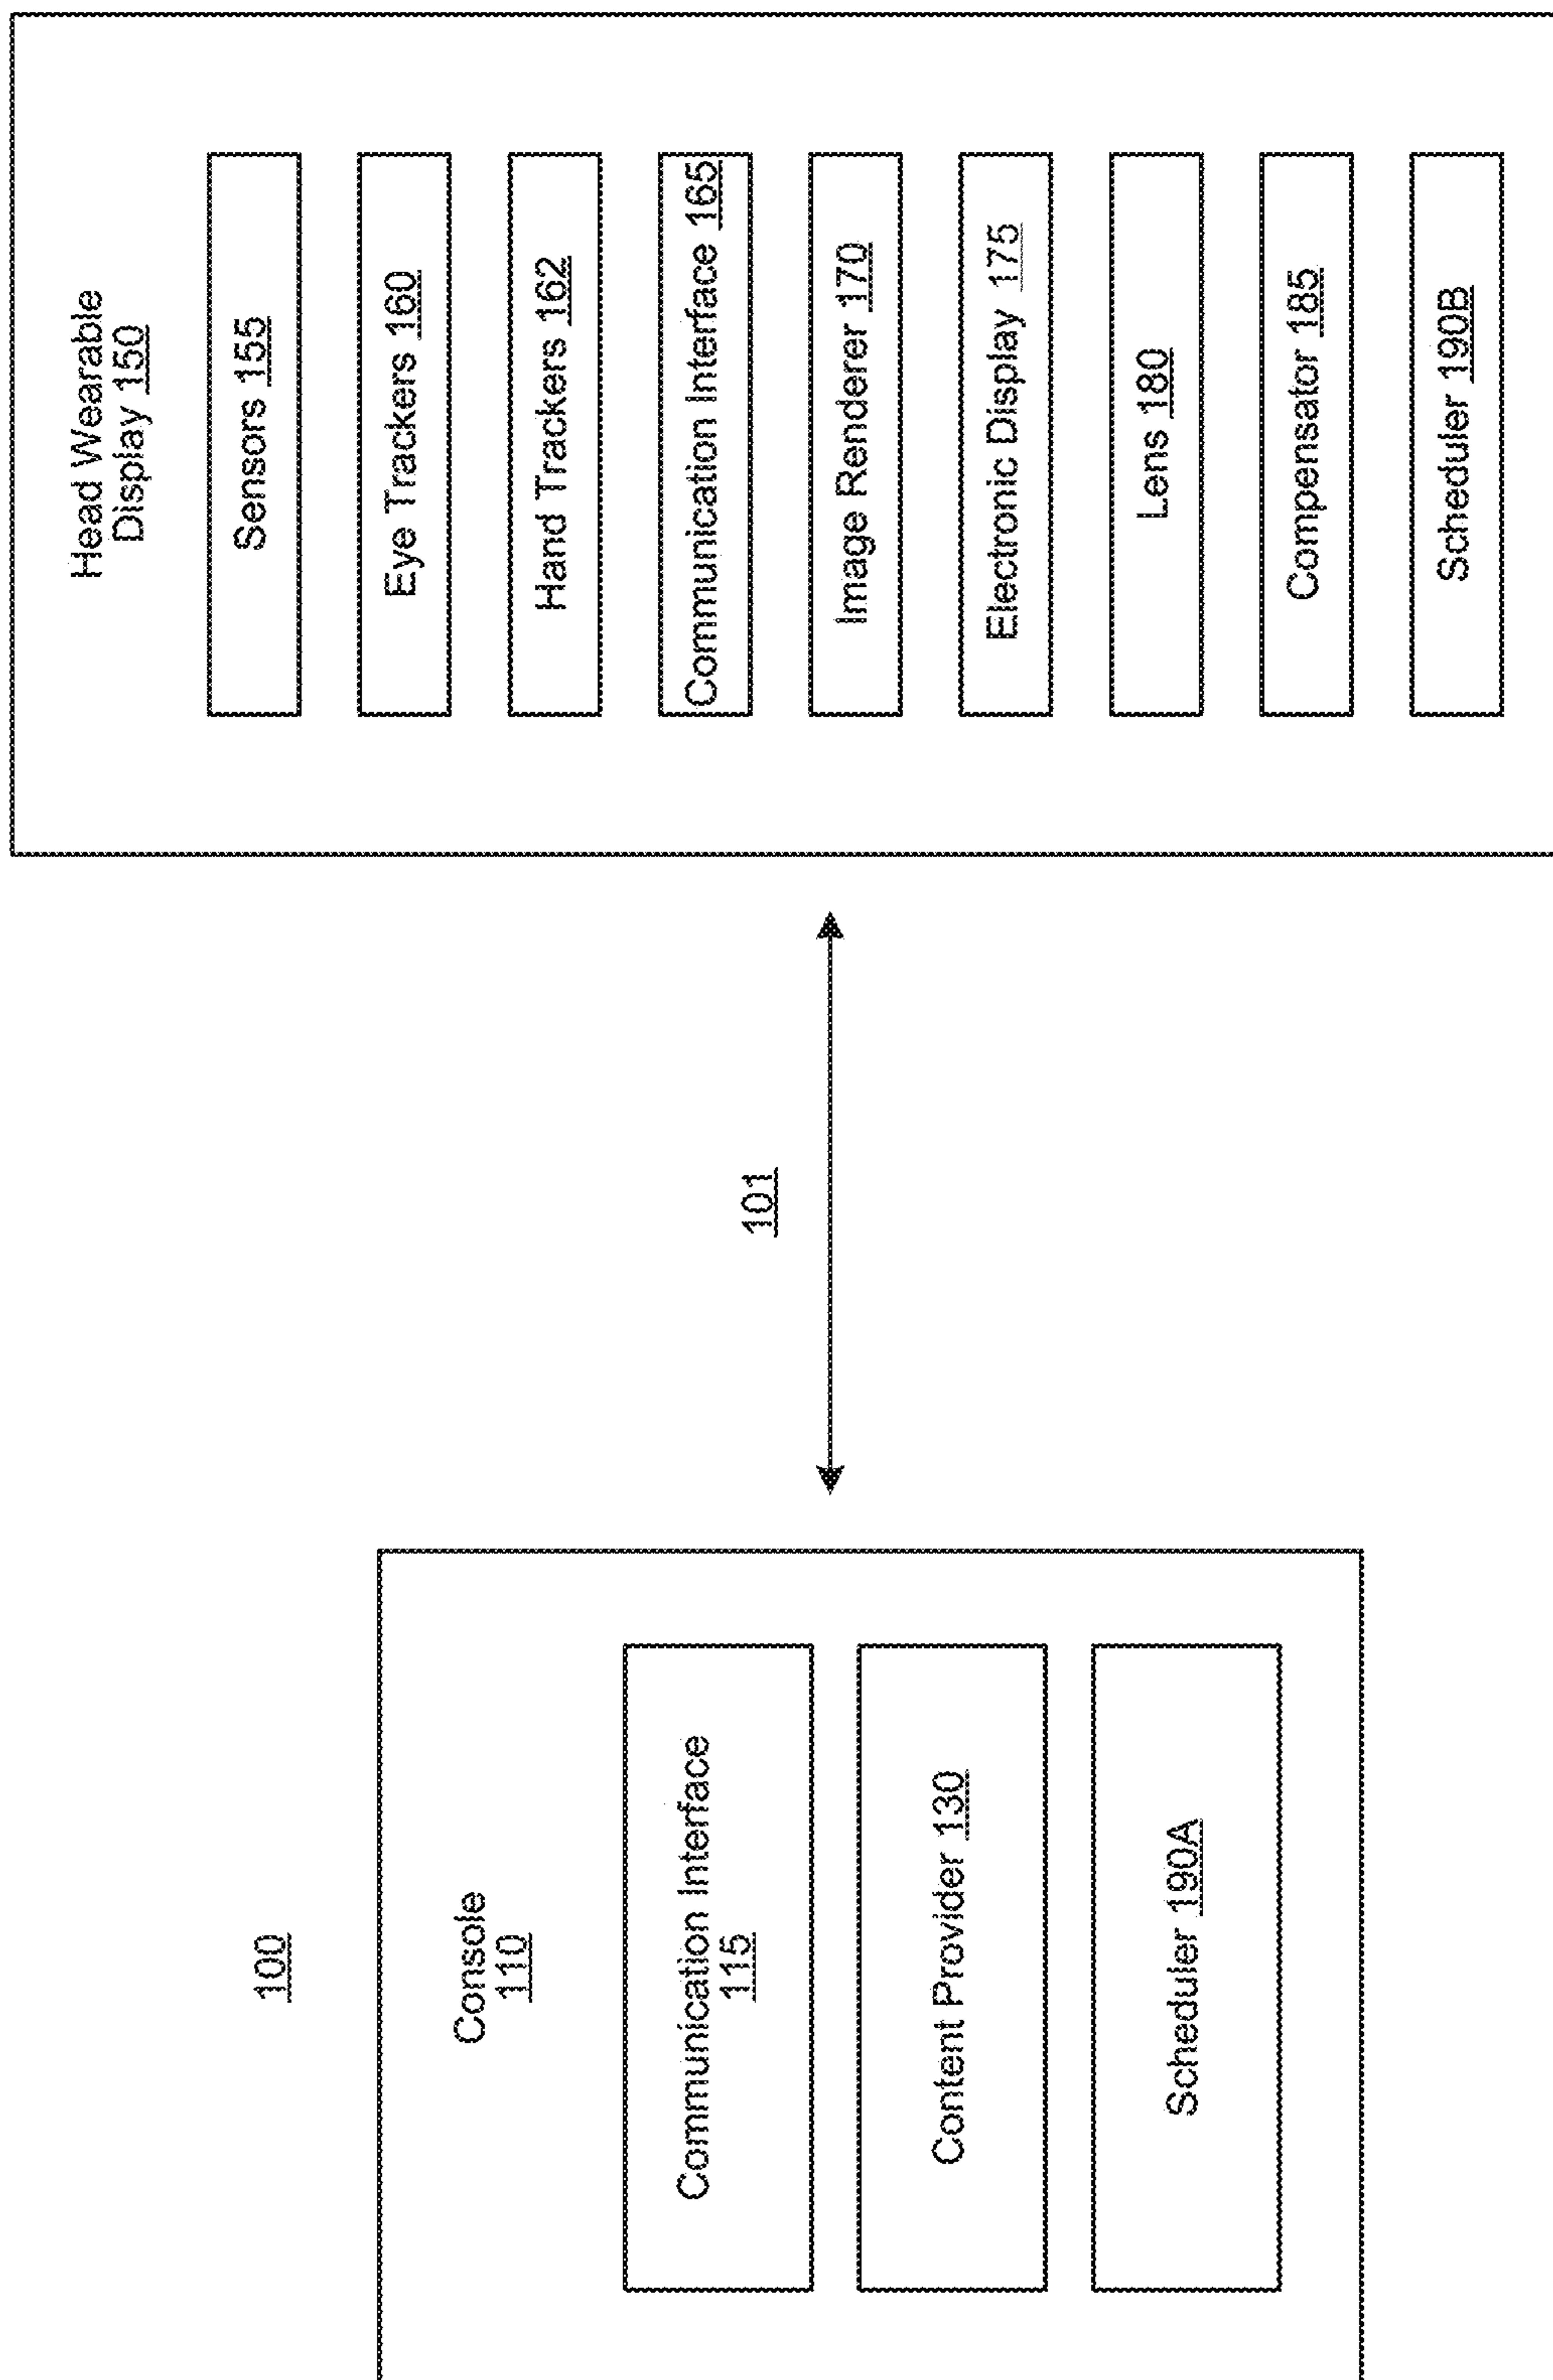 100
Console
110
Communication Interface
115
Content Provider 130
Scheduler 190A
101
Head Wearable
Display 150
Sensors 155
Eye Trackers 160
Hand Trackers 162
Communication Interface 165
Image Renderer 170
Electronic Display 175
Lens 180
Compensator 185
Scheduler 190B